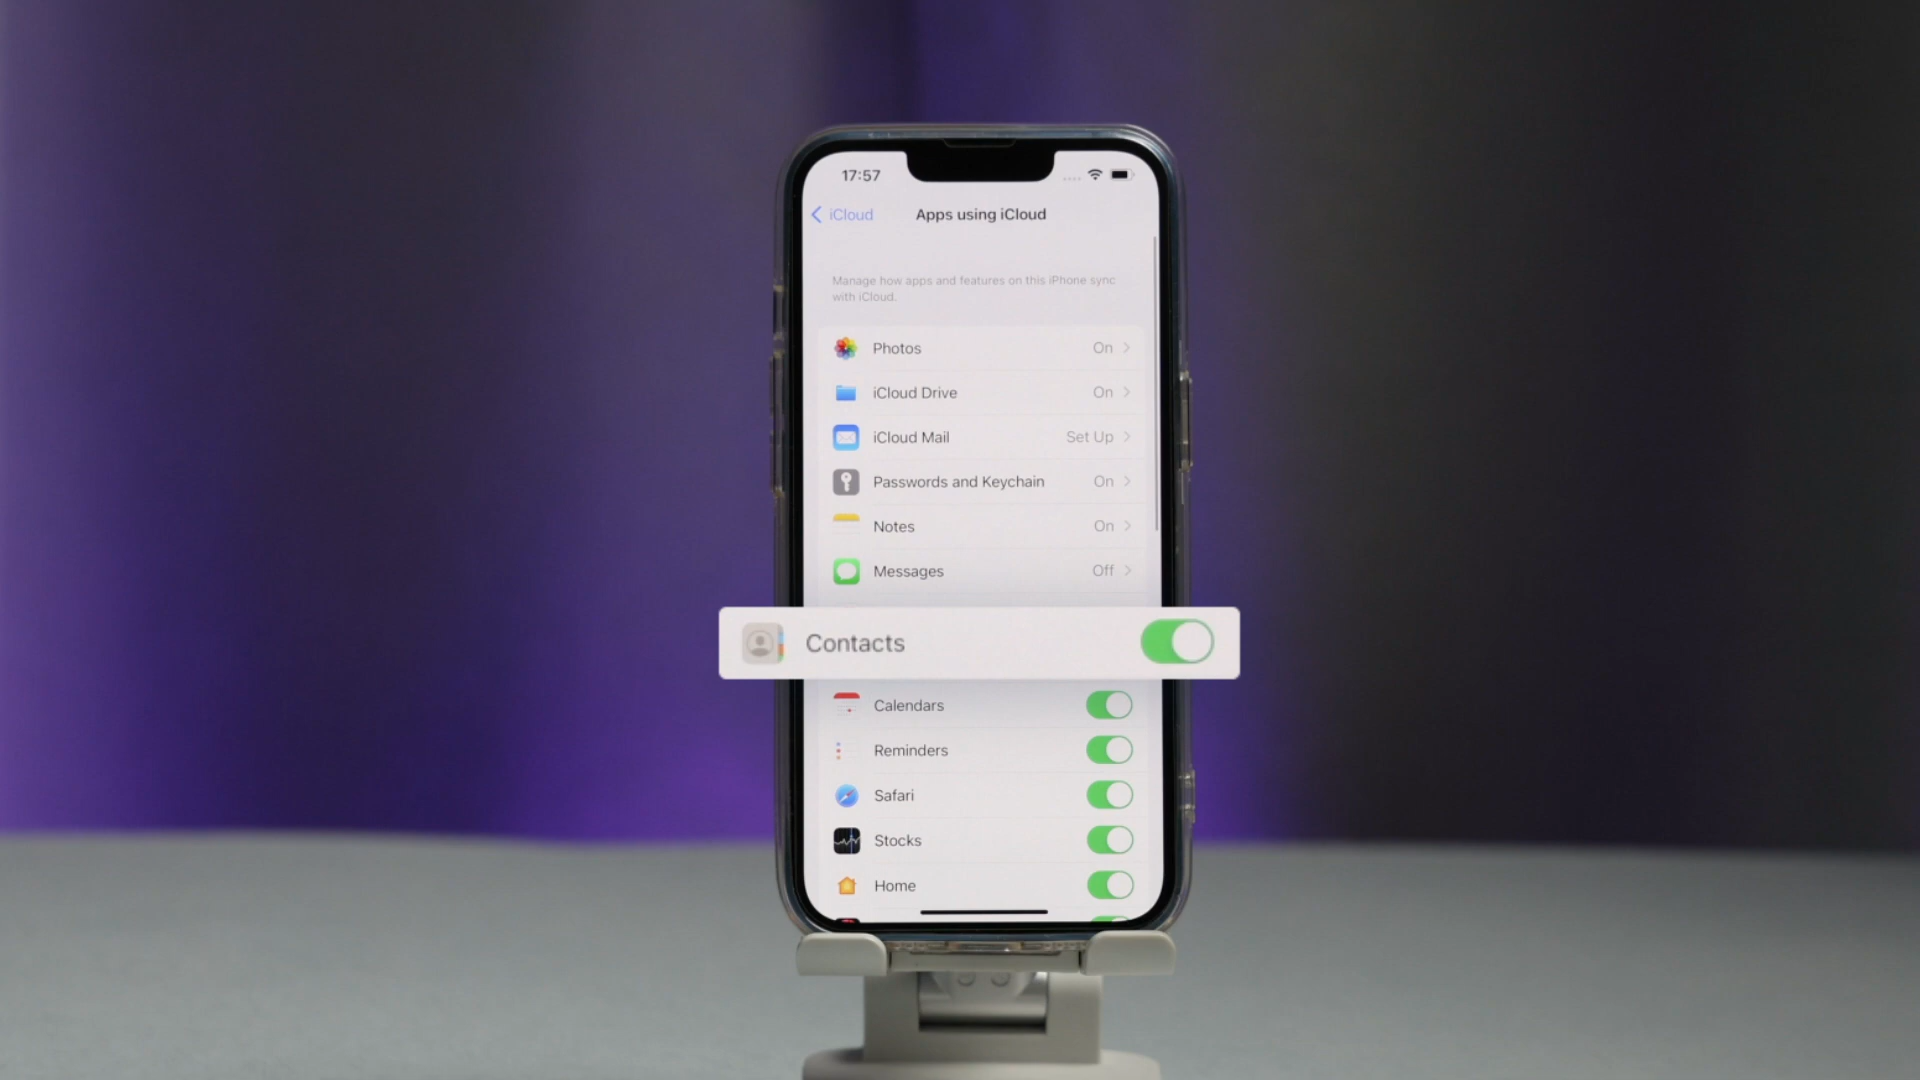 17:57
iCloud
Apps using iCloud
Manage how apps and features on this iPhone sync
with iCloud.
Photos On
iCloud Drive On
iCloud Mail Set Up
Passwords and Keychain On
Notes On
Messages Off
Contacts
Calendars
Reminders
Safari
Stocks
Home